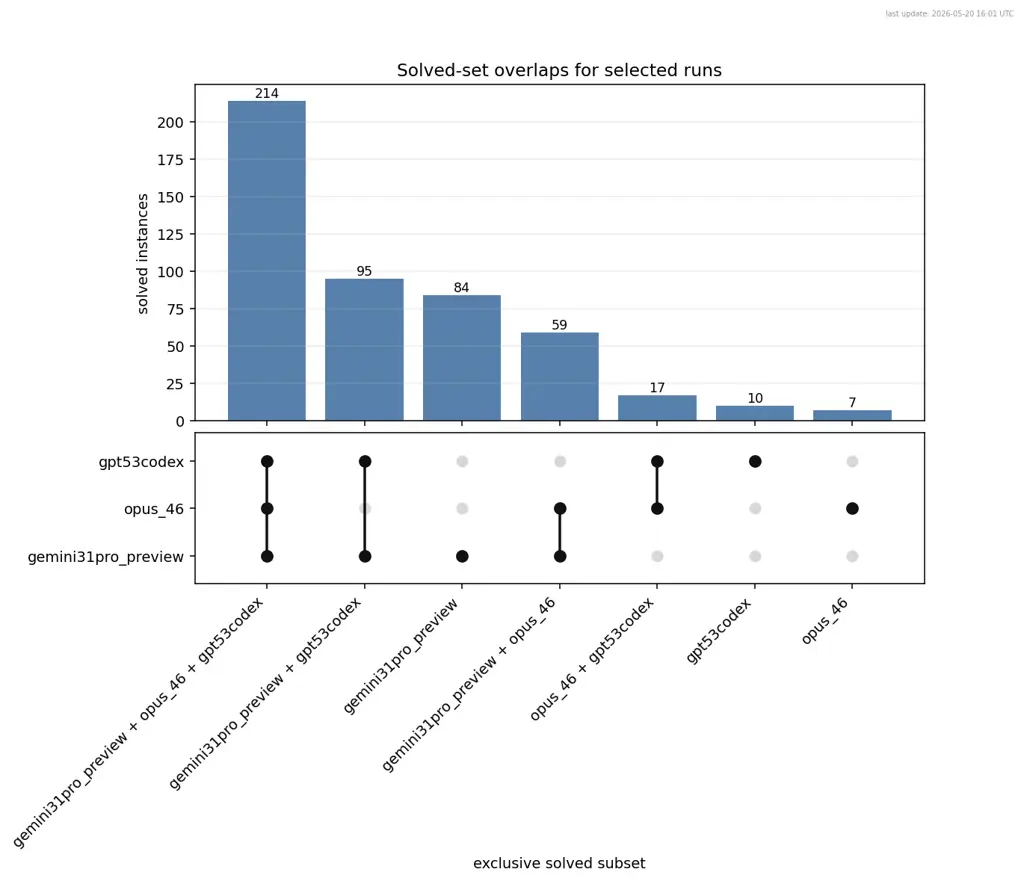 last update: 2026-05-20 16:01 UTC
Solved-set overlaps for selected runs
solved instances
200
175
150
125
100
75
50
25
0
214
95
84
59
17
10
7
gpt53codex
opus_46
gemini31pro_preview
gemini31pro_preview + opus_46 + gpt53codex
gemini31pro_preview + gpt53codex
gemini31pro_preview
gemini31pro_preview + opus_46
opus_46 + gpt53codex
gpt53codex
opus_46
exclusive solved subset